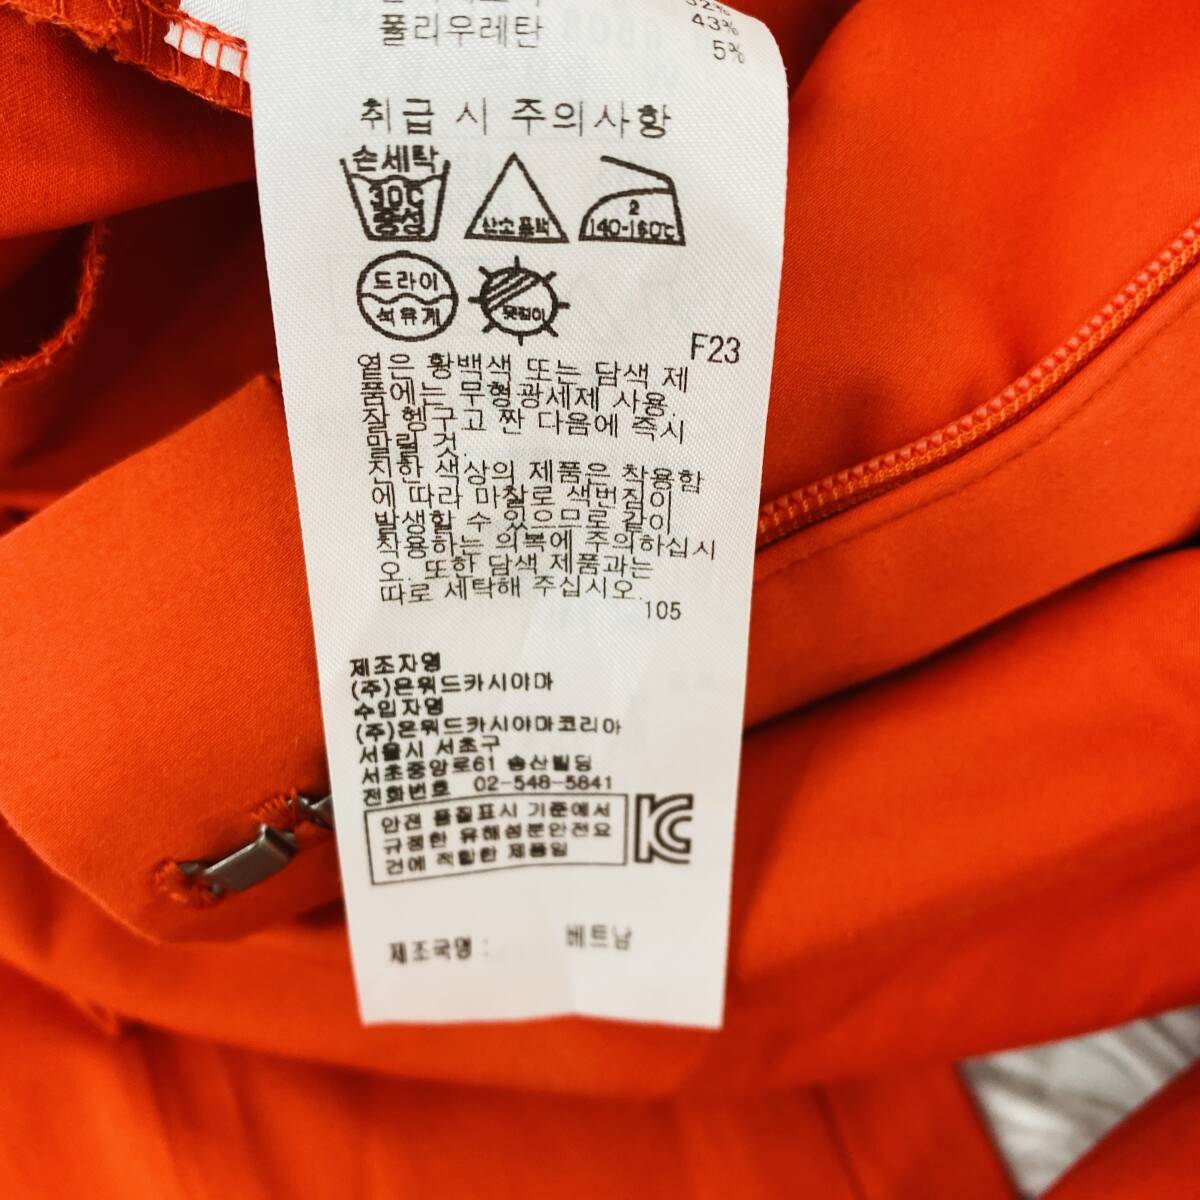 폴리우레탄
52%
43%
5%
취급 시 주의사항
손세탁
30℃
중성
산소표백
2
140-160℃
드라이
석유계
옷걸이
F23
옅은 황백색 또는 담색 제
품에는 무형광세제 사용.
잘 헹구고 짠 다음에 즉시
말릴 것.
진한 색상의 제품은 착용함
에 따라 마찰로 색번짐이
발생할 수 있으므로 같이
착용하는 의복에 주의하십시
오. 또한 담색 제품과는
따로 세탁해 주십시오.
105
제조자명
(주)온워드카시야마
수입자명
(주)온워드카시야마코리아
서울시 서초구
서초중앙로61 송산빌딩
전화번호 02-548-5841
안전 품질표시 기준에서
규정한 유해성분안전요
건에 적합한 제품임
KC
제조국명 : 베트남